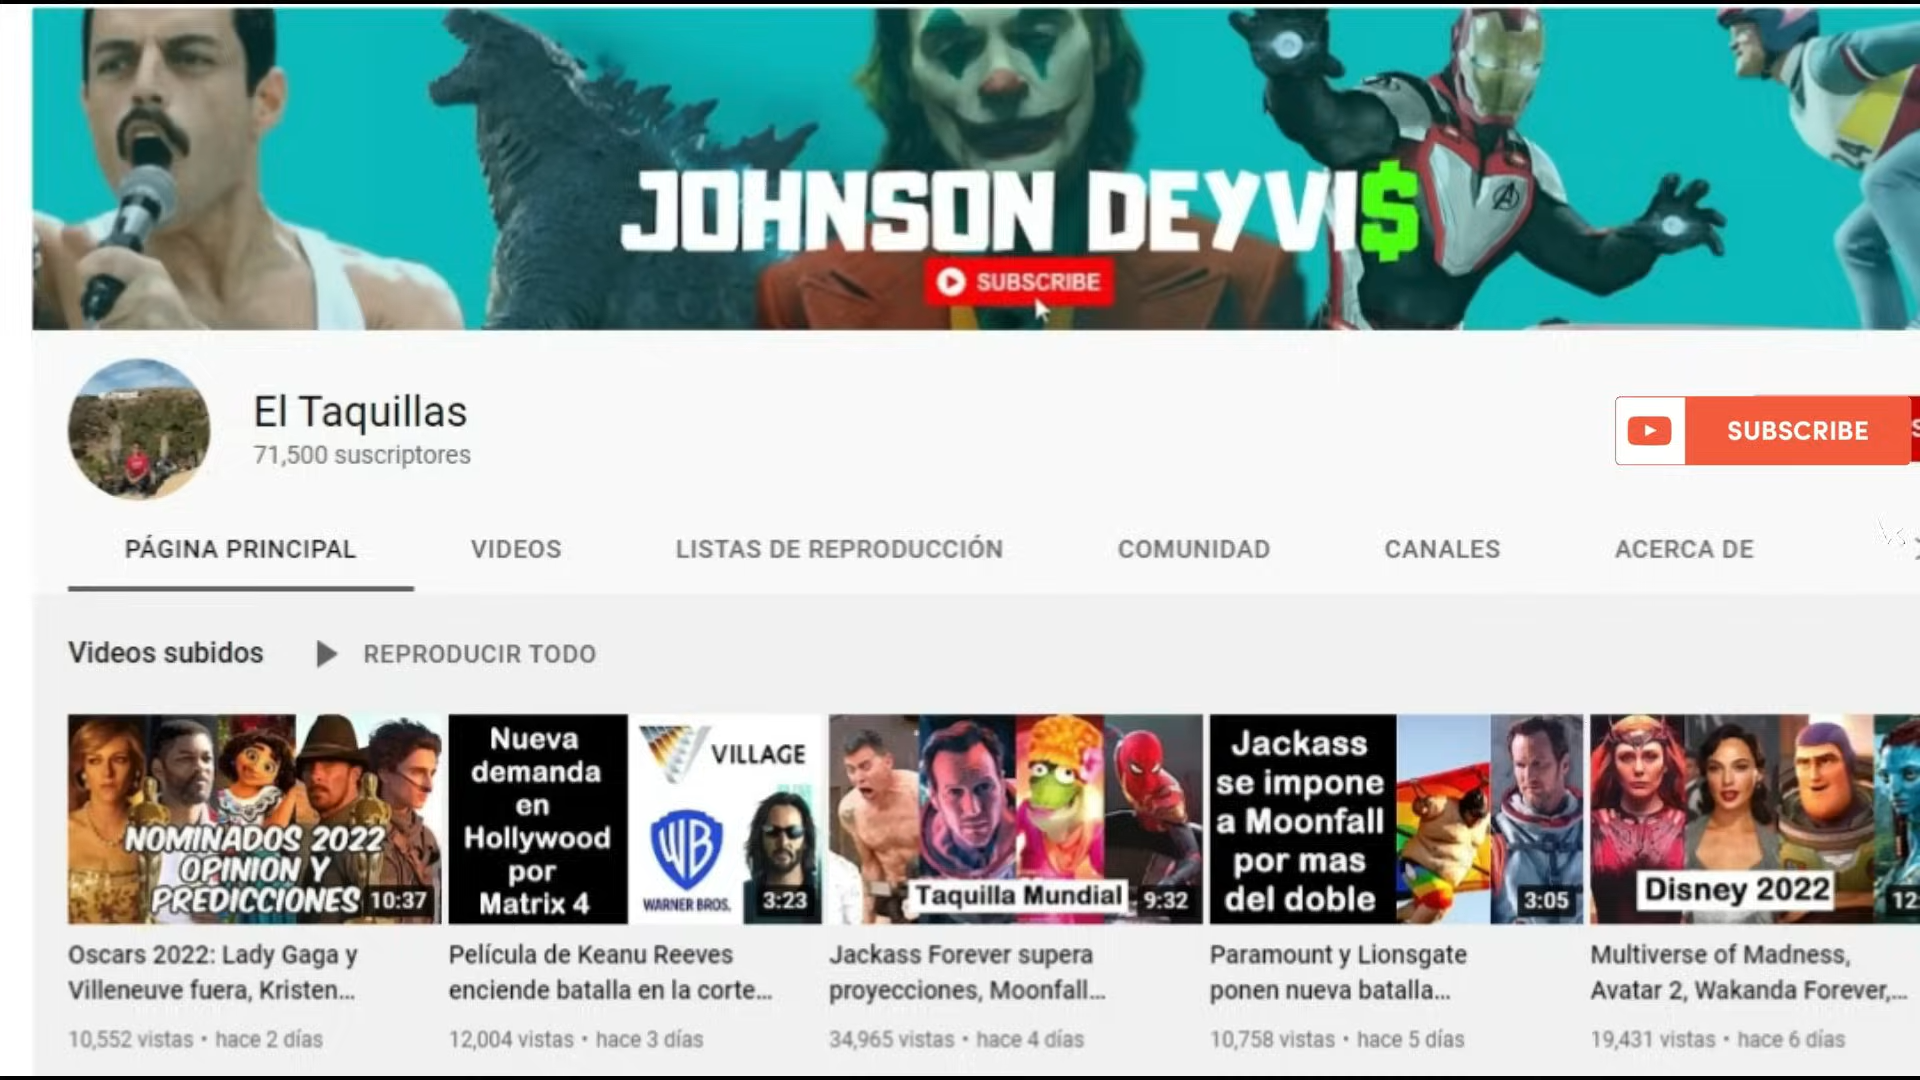 JOHNSON DEYVI$
SUBSCRIBE
El Taquillas
71,500 suscriptores
SUBSCRIBE
PÁGINA PRINCIPAL
VIDEOS
LISTAS DE REPRODUCCIÓN
COMUNIDAD
CANALES
ACERCA DE
Videos subidos
REPRODUCIR TODO
NOMINADOS 2022
OPINION Y
PREDICCIONES
10:37
Nueva
demanda
en
Hollywood
por
Matrix 4
VILLAGE
WB
WARNER BROS.
3:23
Taquilla Mundial
9:32
Jackass
se impone
a Moonfall
por mas
del doble
3:05
Disney 2022
12:
Oscars 2022: Lady Gaga y
Villeneuve fuera, Kristen...
10,552 vistas • hace 2 días
Película de Keanu Reeves
enciende batalla en la corte...
12,004 vistas • hace 3 días
Jackass Forever supera
proyecciones, Moonfall...
34,965 vistas • hace 4 días
Paramount y Lionsgate
ponen nueva batalla...
10,758 vistas • hace 5 días
Multiverse of Madness,
Avatar 2, Wakanda Forever,...
19,431 vistas • hace 6 días